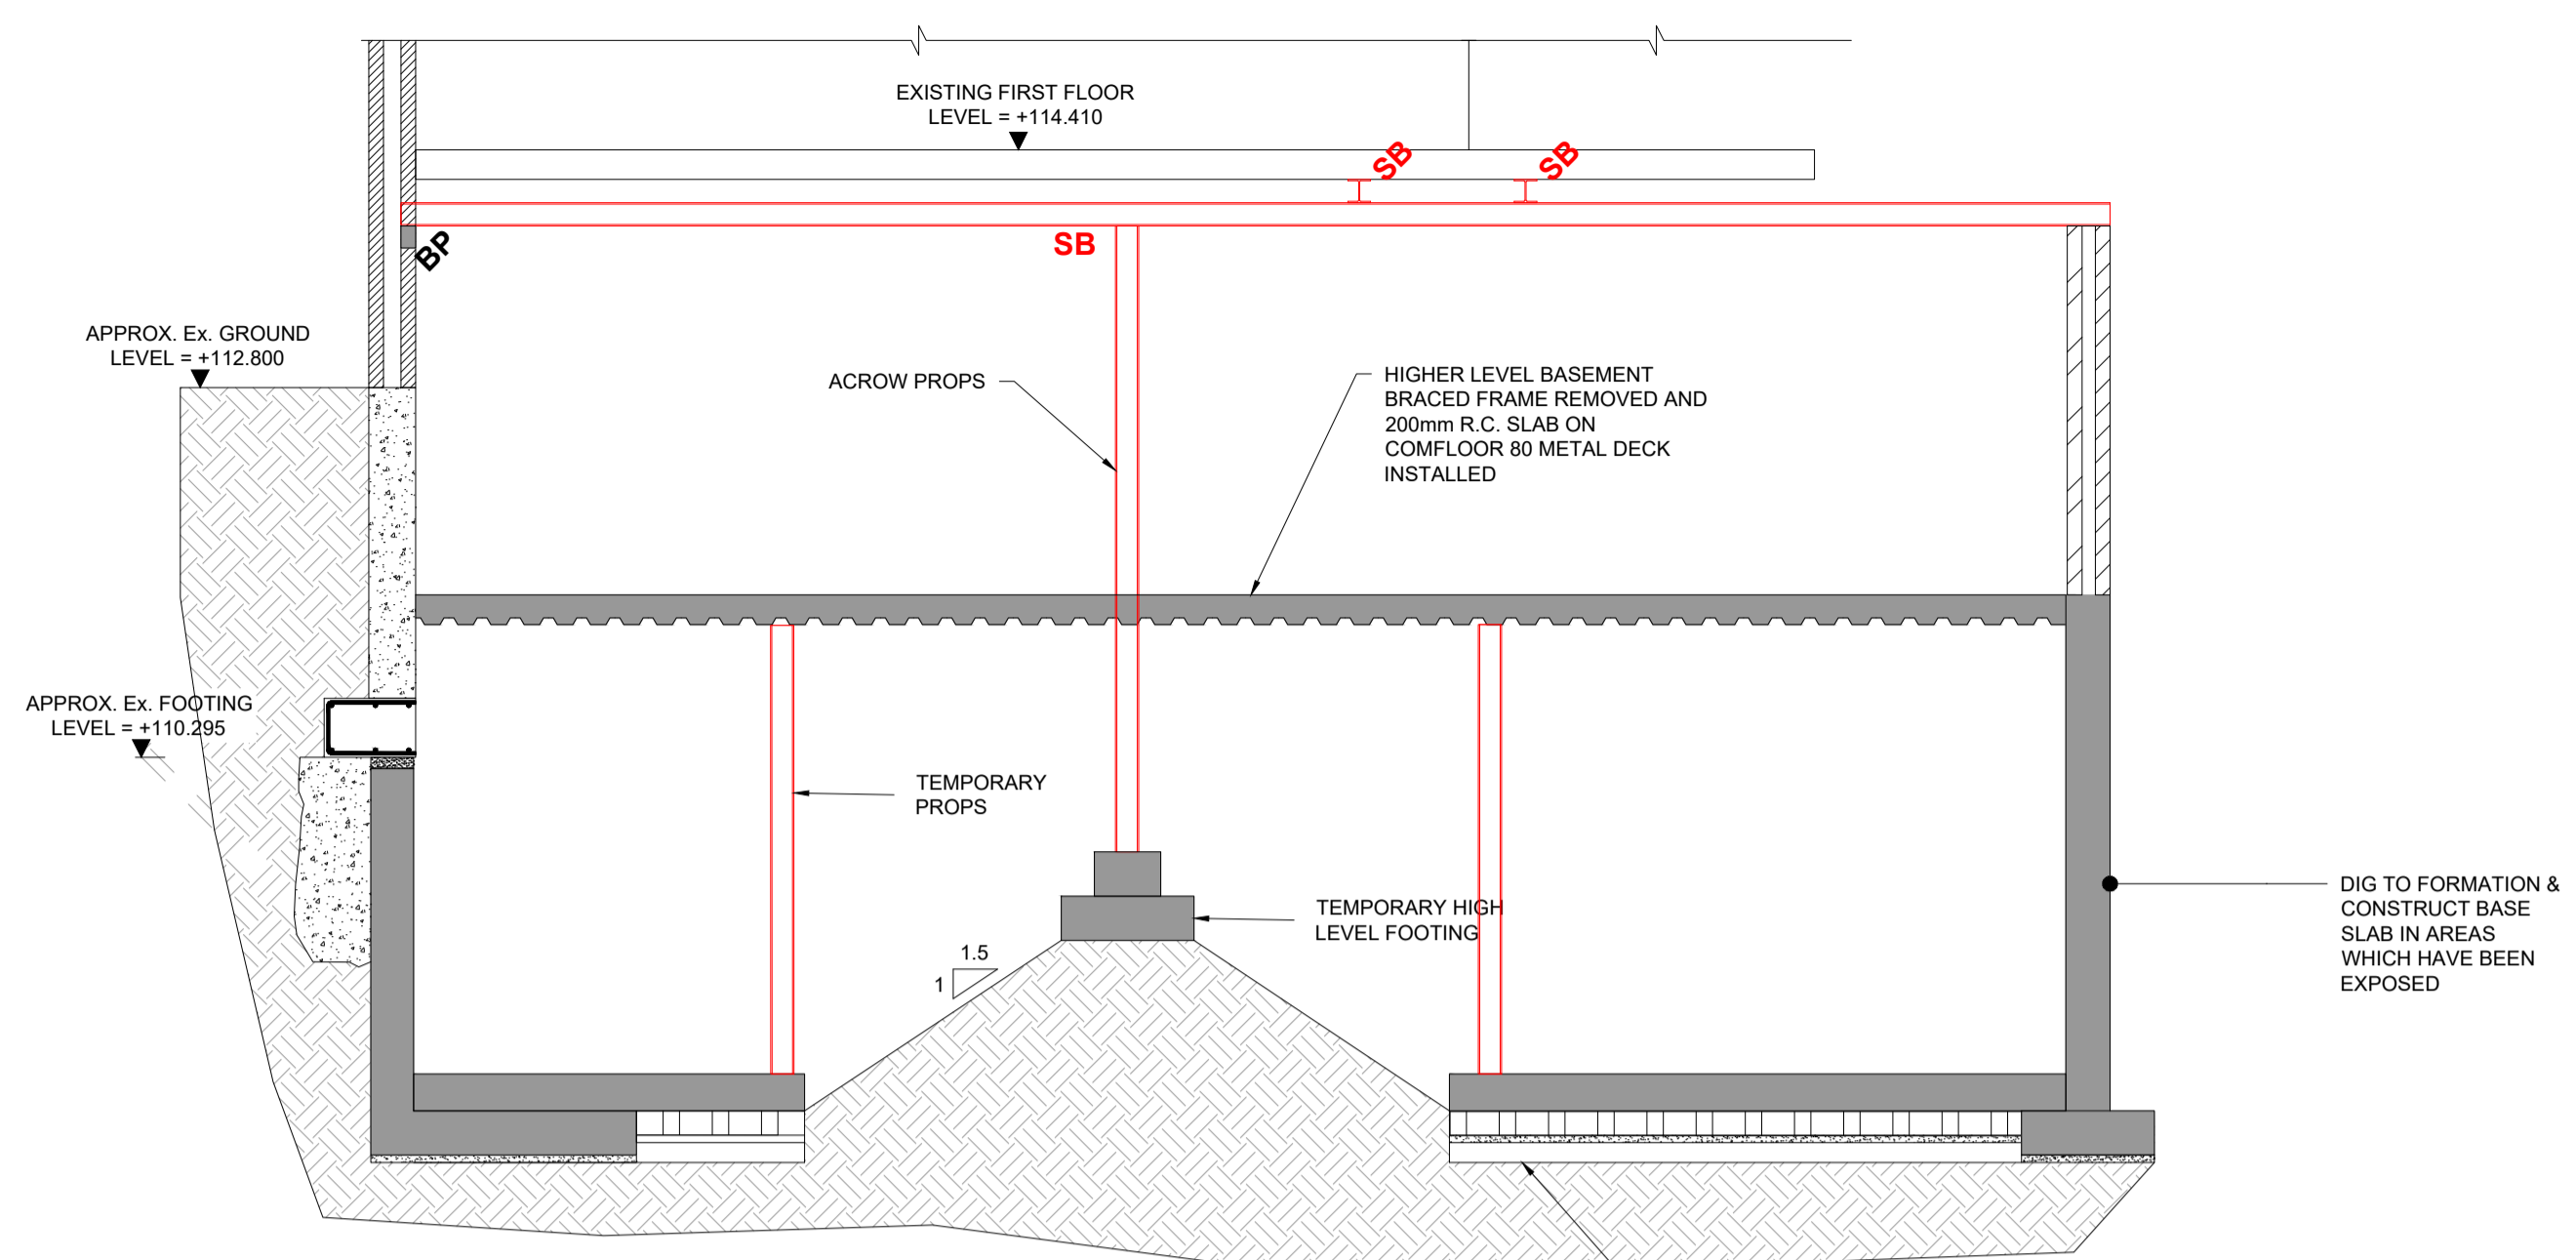 EXISTING FIRST FLOOR
LEVEL = +114.410
SB
SB
BP
SB
APPROX. Ex. GROUND
LEVEL = +112.800
ACROW PROPS
HIGHER LEVEL BASEMENT
BRACED FRAME REMOVED AND
200mm R.C. SLAB ON
COMFLOOR 80 METAL DECK
INSTALLED
APPROX. Ex. FOOTING
LEVEL = +110.295
TEMPORARY
PROPS
TEMPORARY HIGH
LEVEL FOOTING
1.5
1
DIG TO FORMATION &
CONSTRUCT BASE
SLAB IN AREAS
WHICH HAVE BEEN
EXPOSED